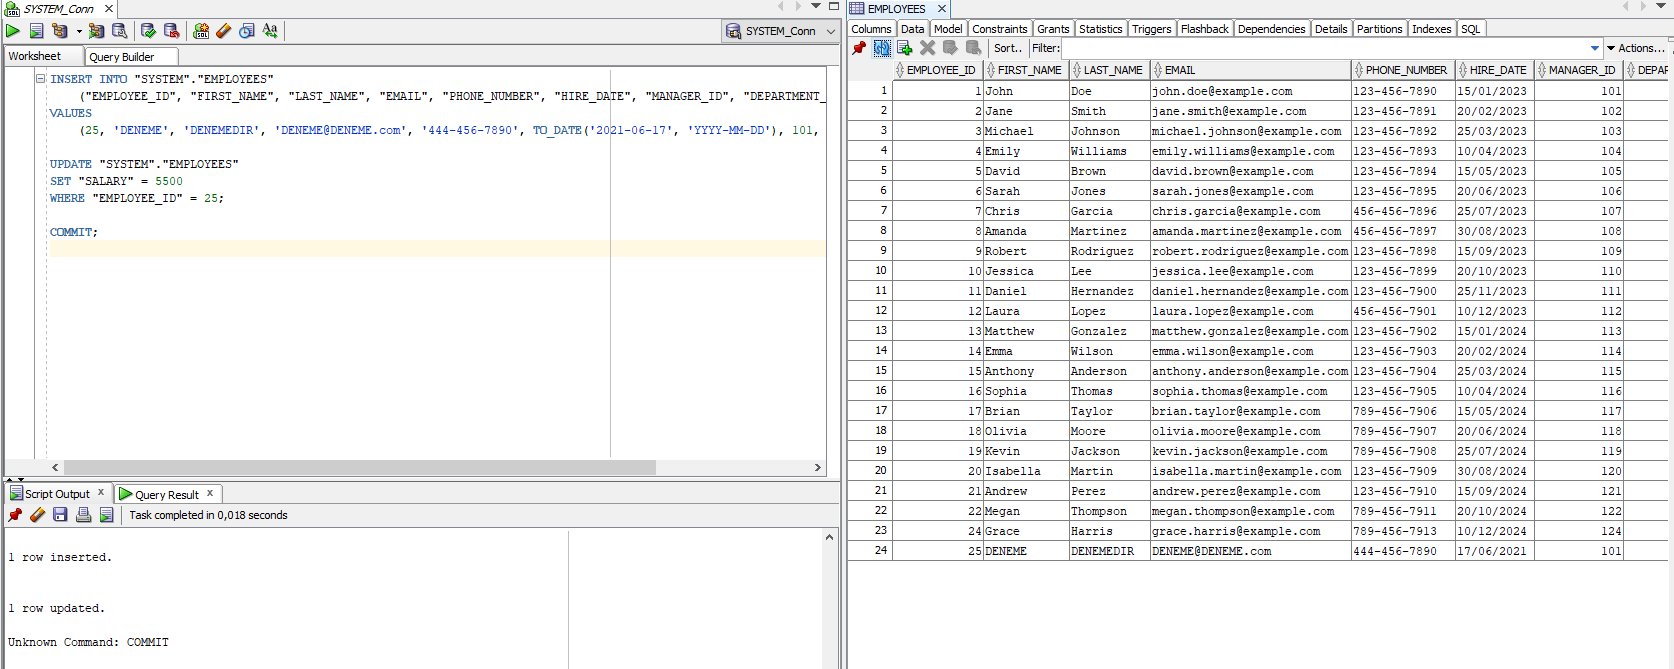 SYSTEM_Conn
SYSTEM_Conn
Worksheet Query Builder
INSERT INTO "SYSTEM"."EMPLOYEES"
("EMPLOYEE_ID", "FIRST_NAME", "LAST_NAME", "EMAIL", "PHONE_NUMBER", "HIRE_DATE", "MANAGER_ID", "DEPARTMENT_
VALUES
(25, 'DENEME', 'DENEMEDIR', 'DENEME@DENEME.com', '444-456-7890', TO_DATE('2021-06-17', 'YYYY-MM-DD'), 101,
UPDATE "SYSTEM"."EMPLOYEES"
SET "SALARY" = 5500
WHERE "EMPLOYEE_ID" = 25;
COMMIT;
Script Output Query Result
Task completed in 0,018 seconds
1 row inserted.
1 row updated.
Unknown Command: COMMIT
EMPLOYEES
Columns Data Model Constraints Grants Statistics Triggers Flashback Dependencies Details Partitions Indexes SQL
Sort.. Filter: Actions...
EMPLOYEE_ID FIRST_NAME LAST_NAME EMAIL PHONE_NUMBER HIRE_DATE MANAGER_ID DEPAR
1 1 John Doe john.doe@example.com 123-456-7890 15/01/2023 101
2 2 Jane Smith jane.smith@example.com 123-456-7891 20/02/2023 102
3 3 Michael Johnson michael.johnson@example.com 123-456-7892 25/03/2023 103
4 4 Emily Williams emily.williams@example.com 123-456-7893 10/04/2023 104
5 5 David Brown david.brown@example.com 123-456-7894 15/05/2023 105
6 6 Sarah Jones sarah.jones@example.com 123-456-7895 20/06/2023 106
7 7 Chris Garcia chris.garcia@example.com 456-456-7896 25/07/2023 107
8 8 Amanda Martinez amanda.martinez@example.com 456-456-7897 30/08/2023 108
9 9 Robert Rodriguez robert.rodriguez@example.com 123-456-7898 15/09/2023 109
10 10 Jessica Lee jessica.lee@example.com 123-456-7899 20/10/2023 110
11 11 Daniel Hernandez daniel.hernandez@example.com 123-456-7900 25/11/2023 111
12 12 Laura Lopez laura.lopez@example.com 456-456-7901 10/12/2023 112
13 13 Matthew Gonzalez matthew.gonzalez@example.com 123-456-7902 15/01/2024 113
14 14 Emma Wilson emma.wilson@example.com 123-456-7903 20/02/2024 114
15 15 Anthony Anderson anthony.anderson@example.com 123-456-7904 25/03/2024 115
16 16 Sophia Thomas sophia.thomas@example.com 123-456-7905 10/04/2024 116
17 17 Brian Taylor brian.taylor@example.com 789-456-7906 15/05/2024 117
18 18 Olivia Moore olivia.moore@example.com 789-456-7907 20/06/2024 118
19 19 Kevin Jackson kevin.jackson@example.com 789-456-7908 25/07/2024 119
20 20 Isabella Martin isabella.martin@example.com 123-456-7909 30/08/2024 120
21 21 Andrew Perez andrew.perez@example.com 123-456-7910 15/09/2024 121
22 22 Megan Thompson megan.thompson@example.com 789-456-7911 20/10/2024 122
23 24 Grace Harris grace.harris@example.com 789-456-7913 10/12/2024 124
24 25 DENEME DENEMEDIR DENEME@DENEME.com 444-456-7890 17/06/2021 101